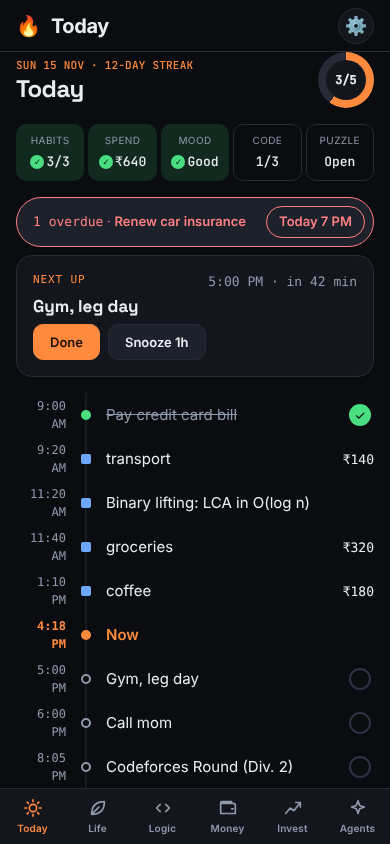 🔥 Today
⚙️
SUN 15 NOV · 12-DAY STREAK
Today
3/5
HABITS
3/3
SPEND
₹640
MOOD
Good
CODE
1/3
PUZZLE
Open
1 overdue · Renew car insurance
Today 7 PM
NEXT UP
5:00 PM · in 42 min
Gym, leg day
Done
Snooze 1h
9:00 AM
Pay credit card bill
9:20 AM
transport
₹140
11:20 AM
Binary lifting: LCA in O(log n)
11:40 AM
groceries
₹320
1:10 PM
coffee
₹180
4:18 PM
Now
5:00 PM
Gym, leg day
6:00 PM
Call mom
8:05 PM
Codeforces Round (Div. 2)
Today
Life
Logic
Money
Invest
Agents